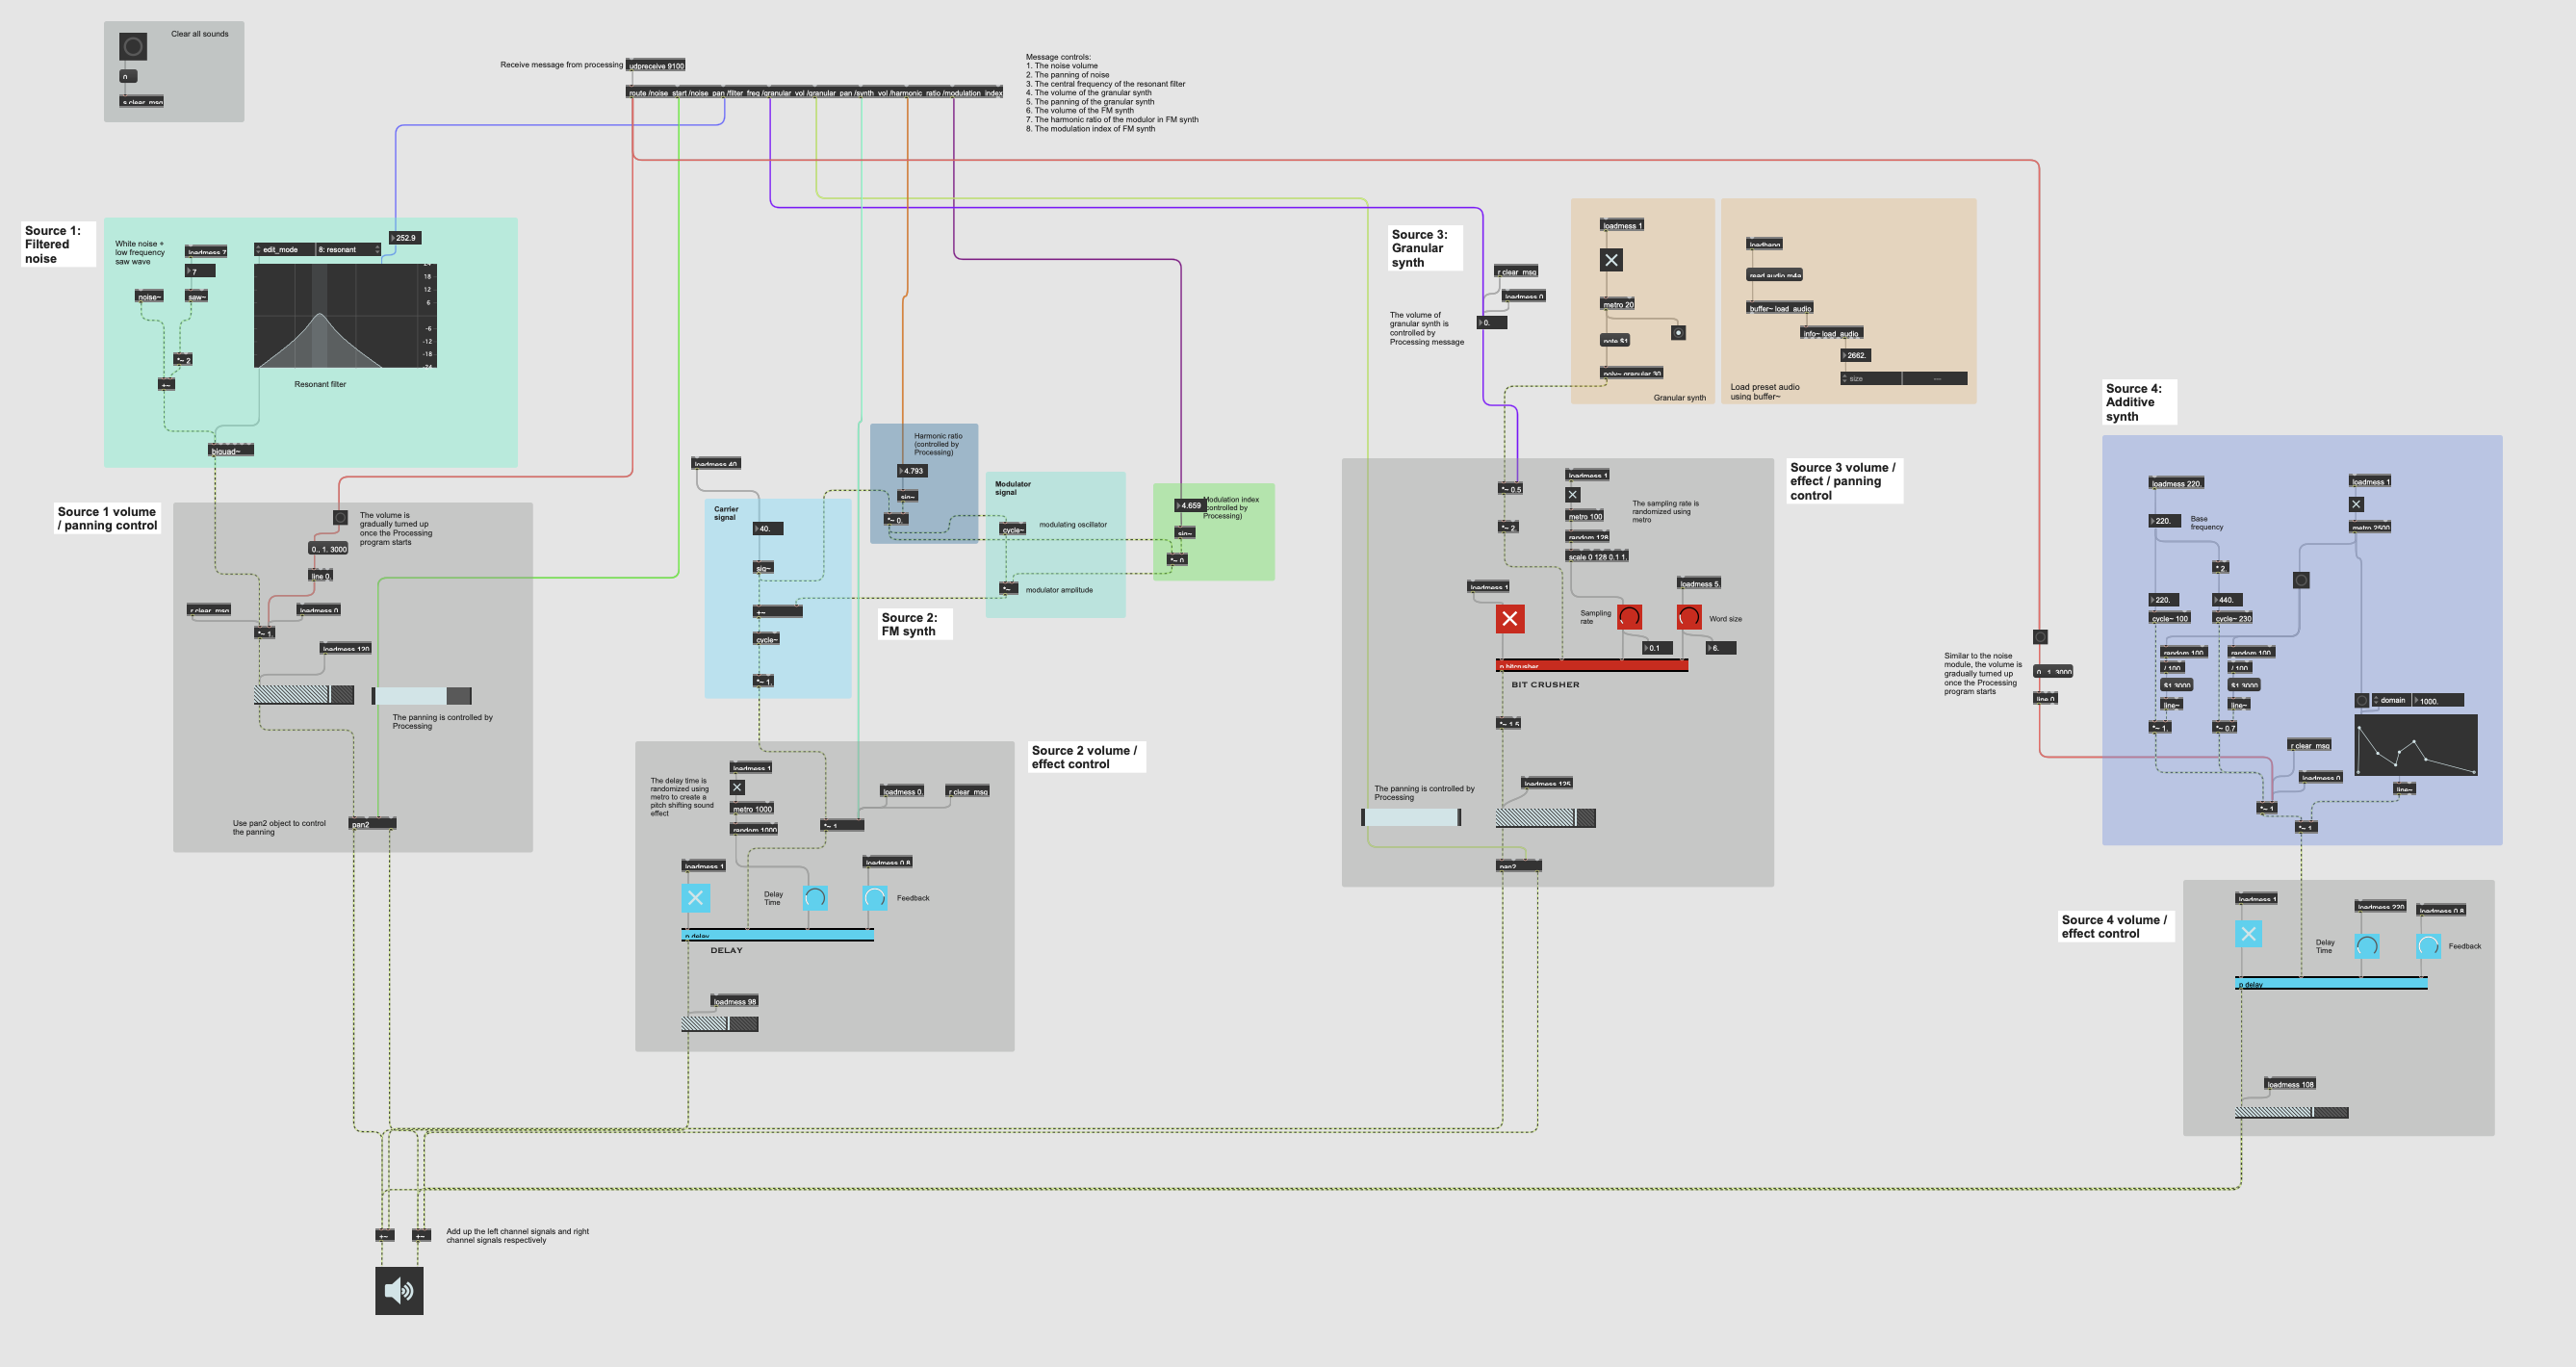 Clear all sounds
0
s clear_msg
Receive message from processing
udpreceive 9100
route /noise_start /noise_pan /filter_freq /granular_vol /granular_pan /synth_vol /harmonic_ratio /modulation_index
Message controls:
1. The noise volume
2. The panning of noise
3. The central frequency of the resonant filter
4. The volume of the granular synth
5. The panning of the granular synth
6. The volume of the FM synth
7. The harmonic ratio of the modulor in FM synth
8. The modulation index of FM synth
Source 1:
Filtered
noise
White noise +
low frequency
saw wave
loadmess 7
7
noise~
saw~
*~ 2
+~
edit_mode
8: resonant
252.9
24
18
12
6
-6
-12
-18
-24
Resonant filter
biquad~
Source 1 volume
/ panning control
The volume is
gradually turned up
once the Processing
program starts
0., 1. 3000
line 0.
r clear_msg
loadmess 0
*~ 1.
loadmess 120
The panning is controlled by
Processing
Use pan2 object to control
the panning
pan2
loadmess 40
Carrier
signal
40.
sig~
+~
cycle~
*~ 1.
Harmonic ratio
(controlled by
Processing)
4.793
sig~
*~ 0.
Modulator
signal
cycle~
modulating oscillator
*~
modulator amplitude
Modulation index
(controlled by
Processing)
4.659
sig~
*~ 0.
Source 2:
FM synth
Source 2 volume /
effect control
The delay time is
randomized using
metro to create a
pitch shifting sound
effect
loadmess 1
metro 1000
random 1000
loadmess 0.
r clear_msg
*~ 1.
loadmess 1
loadmess 0.8
Delay
Time
Feedback
p delay
DELAY
loadmess 98
Source 3:
Granular
synth
r clear_msg
loadmess 0
0.
The volume of
granular synth is
controlled by
Processing message
loadmess 1
metro 20
note $1
poly~ granular 30
Granular synth
loadbang
read audio.m4a
buffer~ load_audio
info~ load_audio
2662.
size
—
Load preset audio
using buffer~
Source 3 volume /
effect / panning
control
*~ 0.5
*~ 2.
loadmess 1
metro 100
random 128
scale 0 128 0.1 1.
The sampling rate is
randomized using
metro
loadmess 1
loadmess 5.
Sampling
rate
Word size
0.1
6.
p bitcrusher
BIT CRUSHER
*~ 1.5
loadmess 125
The panning is controlled by
Processing
pan2
Source 4:
Additive
synth
loadmess 220.
220.
Base
frequency
* 2.
220.
440.
cycle~ 100
cycle~ 230
random 100
random 100
/ 100.
/ 100.
$1 3000
$1 3000
line~
line~
*~ 1.
*~ 0.7
loadmess 1
metro 2500
domain
1000.
r clear_msg
loadmess 0
line~
*~ 1.
*~ 1.
Similar to the noise
module, the volume is
gradually turned up
once the Processing
program starts
0., 1. 3000
line 0.
Source 4 volume /
effect control
loadmess 1
loadmess 220
loadmess 0.8
Delay
Time
Feedback
p delay
loadmess 108
+~
+~
Add up the left channel signals and right
channel signals respectively